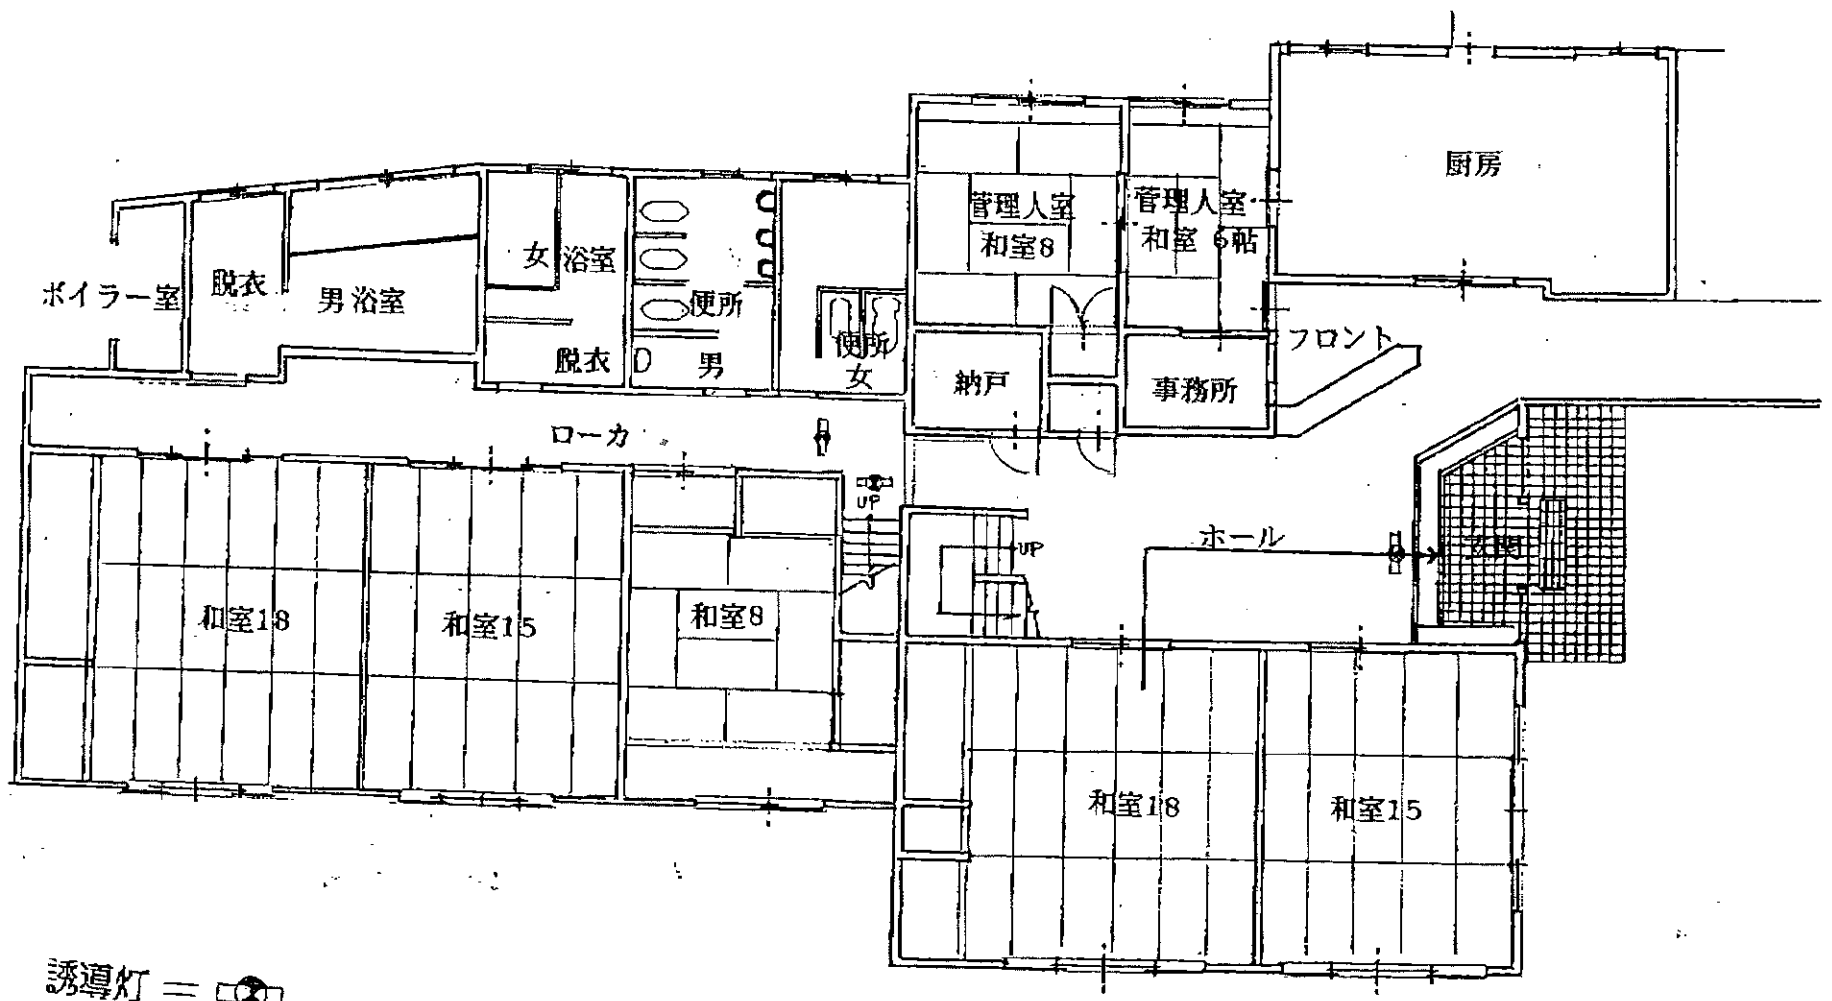 厨房
管理人室
和室8
管理人室
和室 6帖
ボイラー室
脱衣
男浴室
女 浴室
脱衣
便所
男
便所
女
納戸
事務所
フロント
ローカ
UP
UP
ホール
玄関
和室18
和室15
和室8
和室18
和室15
誘導灯 =